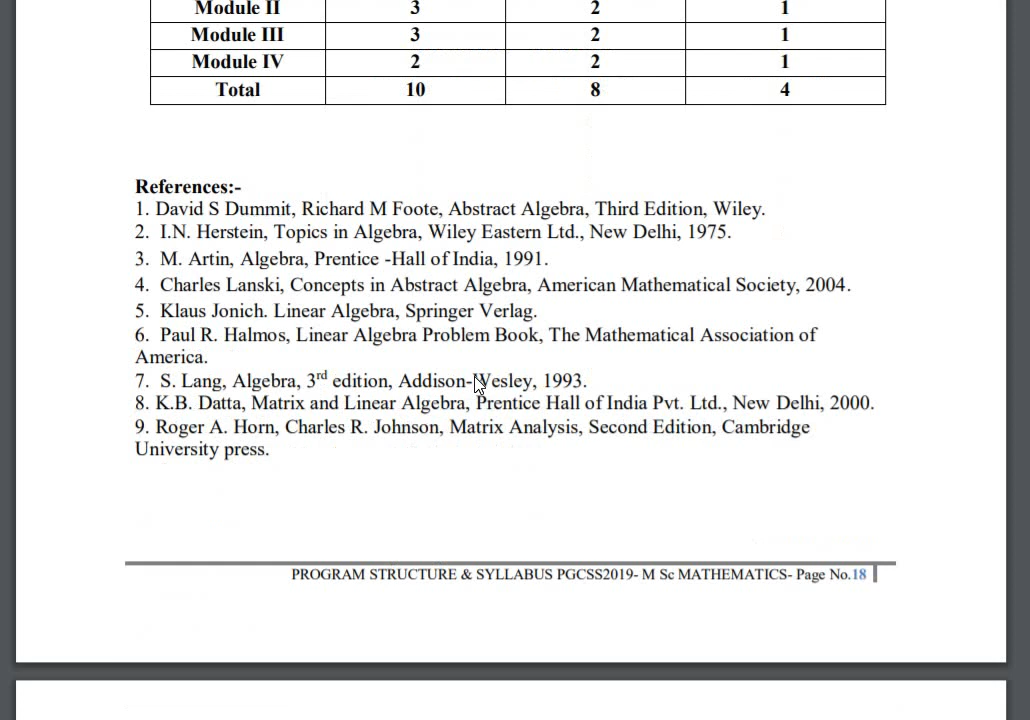 Module II 3 2 1
Module III 3 2 1
Module IV 2 2 1
Total 10 8 4
References:-
1. David S Dummit, Richard M Foote, Abstract Algebra, Third Edition, Wiley.
2. I.N. Herstein, Topics in Algebra, Wiley Eastern Ltd., New Delhi, 1975.
3. M. Artin, Algebra, Prentice -Hall of India, 1991.
4. Charles Lanski, Concepts in Abstract Algebra, American Mathematical Society, 2004.
5. Klaus Jonich. Linear Algebra, Springer Verlag.
6. Paul R. Halmos, Linear Algebra Problem Book, The Mathematical Association of
America.
7. S. Lang, Algebra, 3rd edition, Addison-Wesley, 1993.
8. K.B. Datta, Matrix and Linear Algebra, Prentice Hall of India Pvt. Ltd., New Delhi, 2000.
9. Roger A. Horn, Charles R. Johnson, Matrix Analysis, Second Edition, Cambridge
University press.
PROGRAM STRUCTURE & SYLLABUS PGCSS2019- M Sc MATHEMATICS- Page No.18